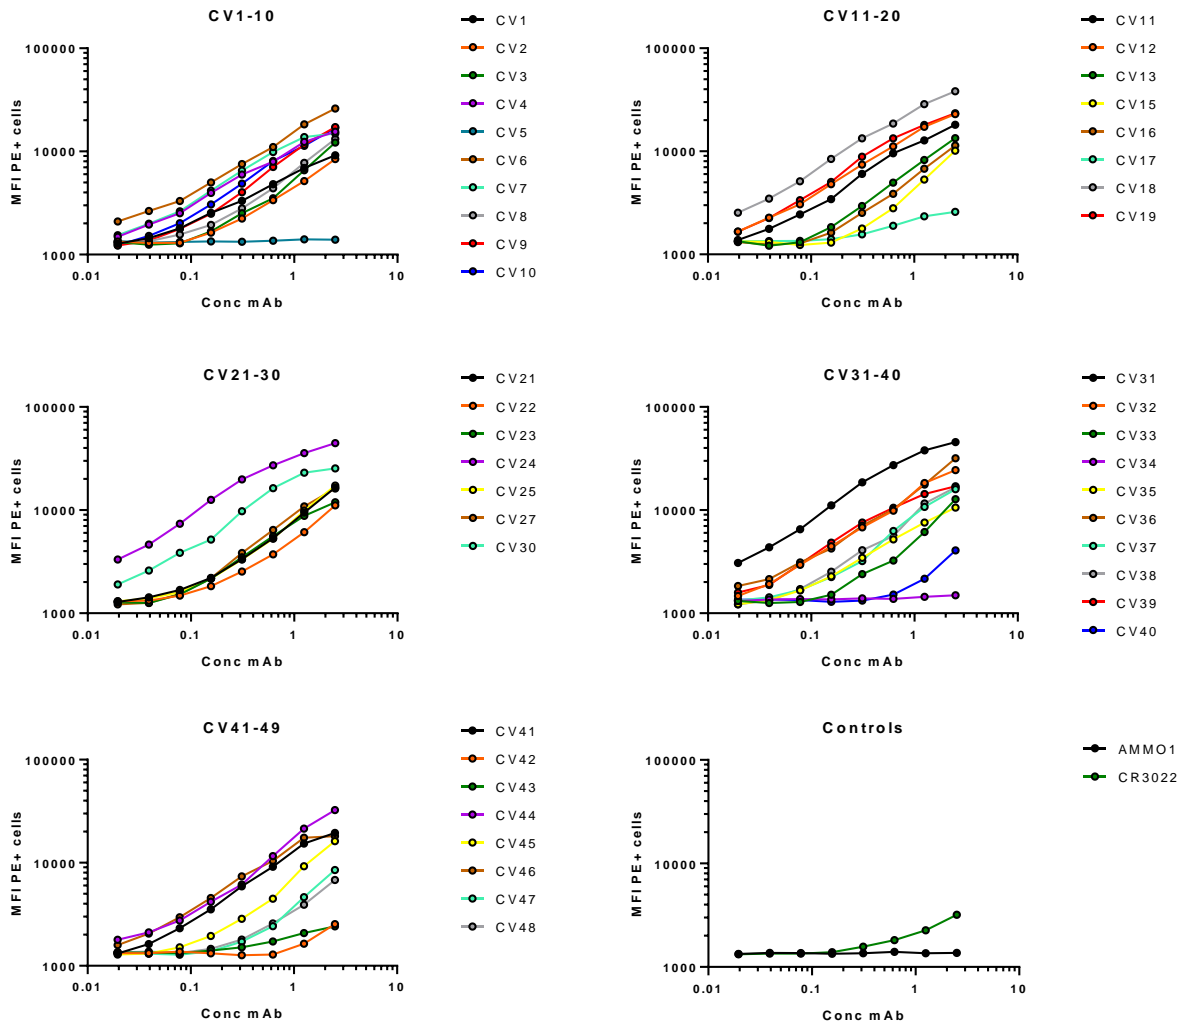 CV1-10
100000
10000
1000
MFI PE+ cells
0.01
0.1
1
10
Conc mAb
CV1
CV2
CV3
CV4
CV5
CV6
CV7
CV8
CV9
CV10
CV11-20
100000
10000
1000
MFI PE+ cells
0.01
0.1
1
10
Conc mAb
CV11
CV12
CV13
CV15
CV16
CV17
CV18
CV19
CV21-30
100000
10000
1000
MFI PE+ cells
0.01
0.1
1
10
Conc mAb
CV21
CV22
CV23
CV24
CV25
CV27
CV30
CV31-40
100000
10000
1000
MFI PE+ cells
0.01
0.1
1
10
Conc mAb
CV31
CV32
CV33
CV34
CV35
CV36
CV37
CV38
CV39
CV40
CV41-49
100000
10000
1000
MFI PE+ cells
0.01
0.1
1
10
Conc mAb
CV41
CV42
CV43
CV44
CV45
CV46
CV47
CV48
Controls
100000
10000
1000
MFI PE+ cells
0.01
0.1
1
10
Conc mAb
AMMO1
CR3022